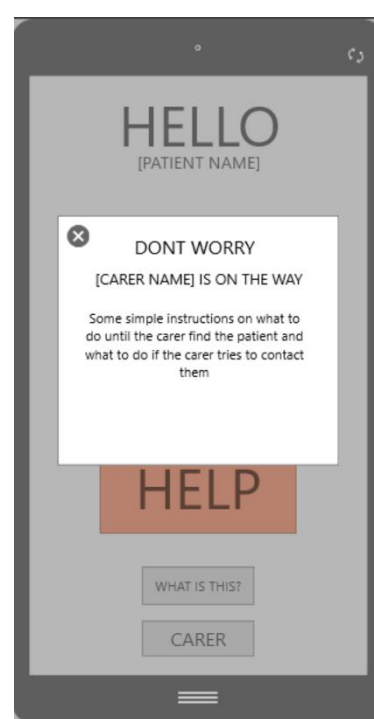 HELLO
[PATIENT NAME]
DONT WORRY
[CARER NAME] IS ON THE WAY
Some simple instructions on what to
do until the carer find the patient and
what to do if the carer tries to contact
them
HELP
WHAT IS THIS?
CARER